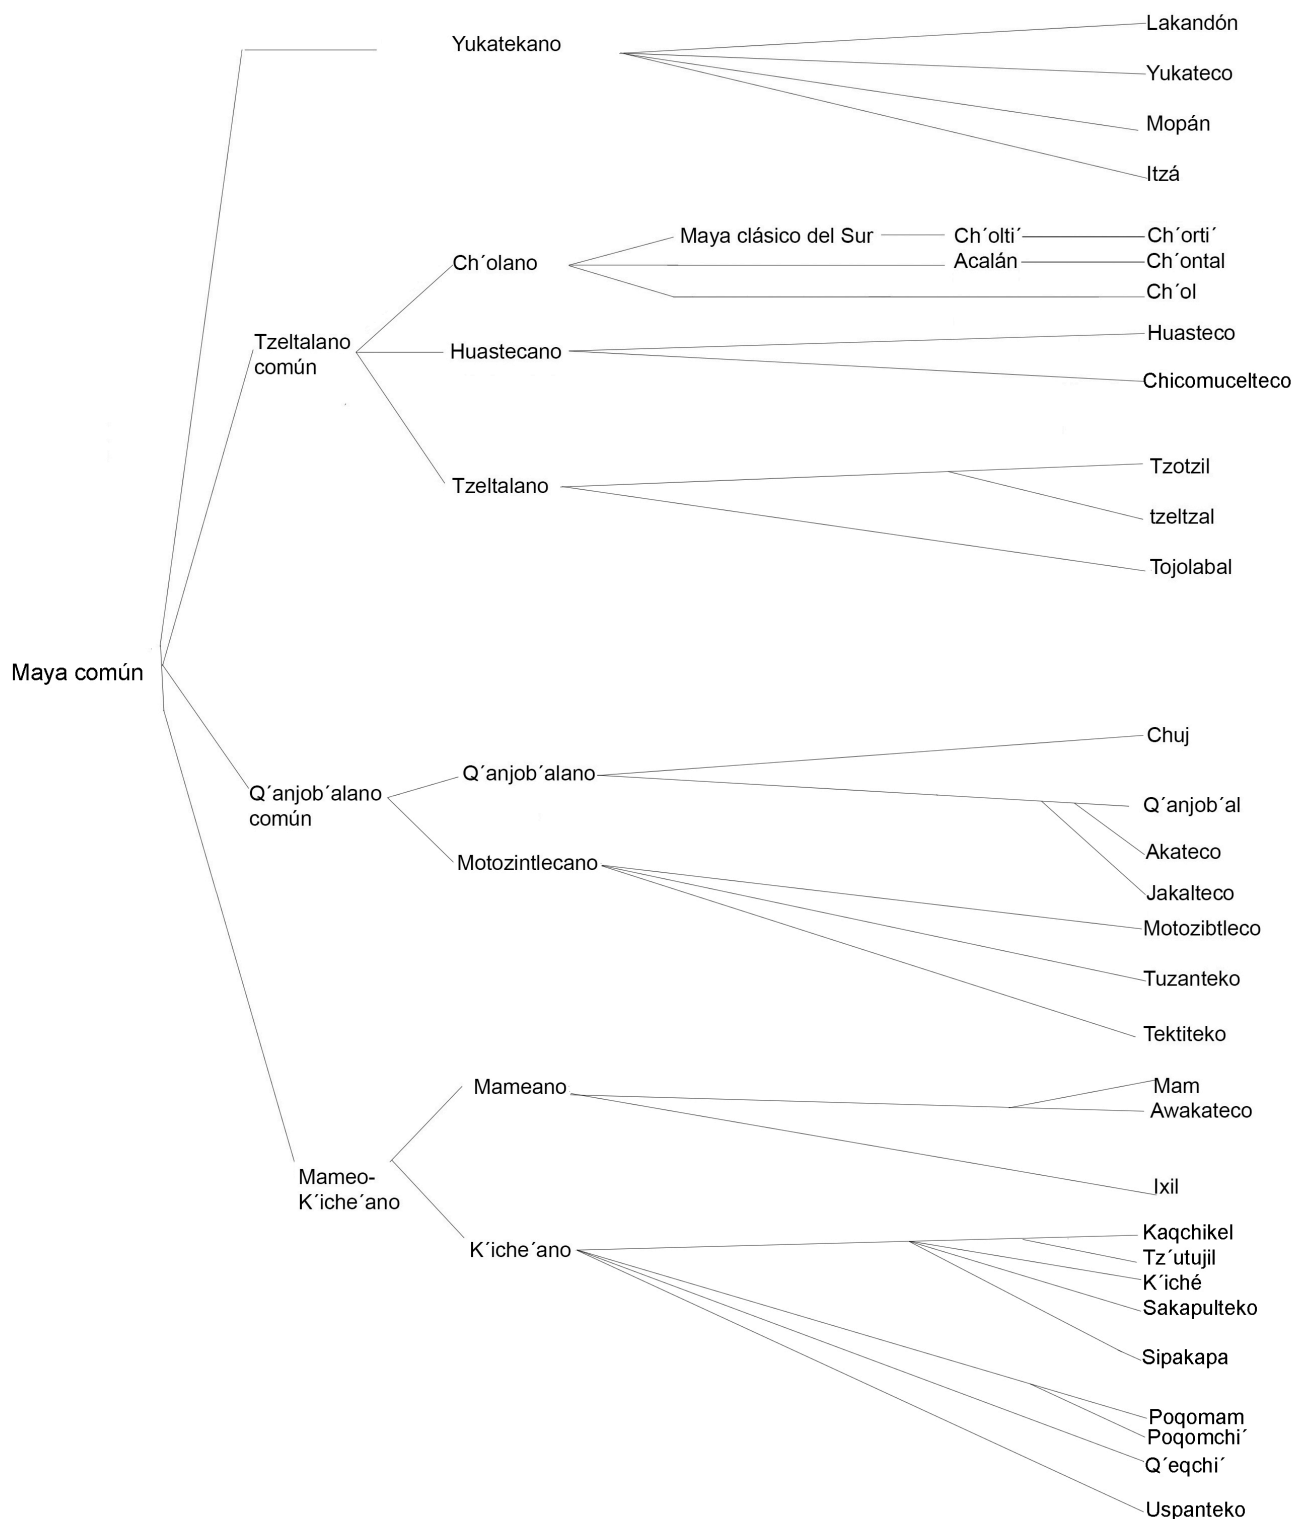 Lakandón
Yukatekano
Yukateco
Mopán
Itzá
Maya clásico del Sur
Ch´olti´
Ch´orti´
Ch´olano
Acalán
Ch´ontal
Ch´ol
Tzeltalano
común
Huastecano
Huasteco
Chicomucelteco
Tzeltalano
Tzotzil
tzeltzal
Tojolabal
Maya común
Chuj
Q´anjob´alano
Q´anjob´alano
común
Q´anjob´al
Akateco
Motozintlecano
Jakalteco
Motozibtleco
Tuzanteko
Tektiteko
Mameano
Mam
Awakateco
Mameo-
K´iche´ano
Ixil
K´iche´ano
Kaqchikel
Tz´utujil
K´iché
Sakapulteko
Sipakapa
Poqomam
Poqomchi´
Q´eqchi´
Uspanteko